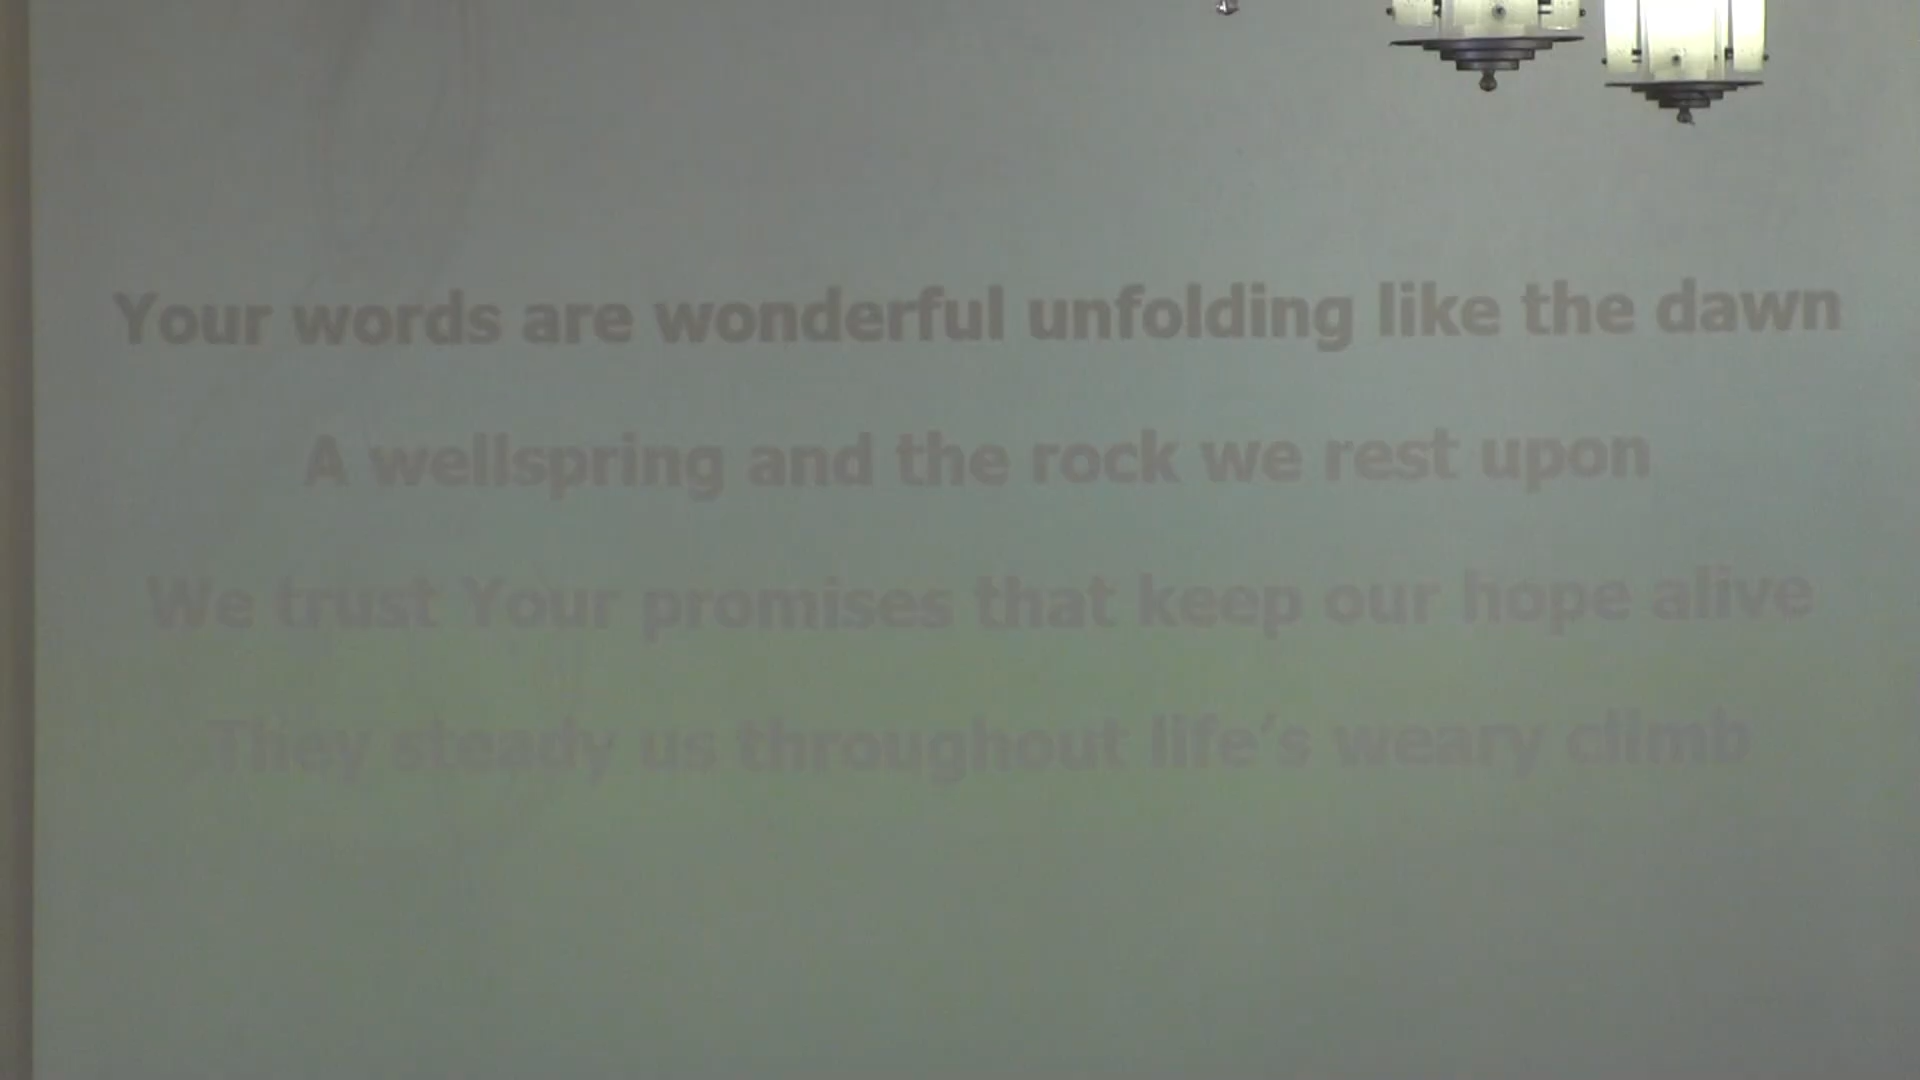 Your words are wonderful unfolding like the dawn
A wellspring and the rock we rest upon
We trust Your promises that keep our hope alive
They steady us throughout life's weary climb